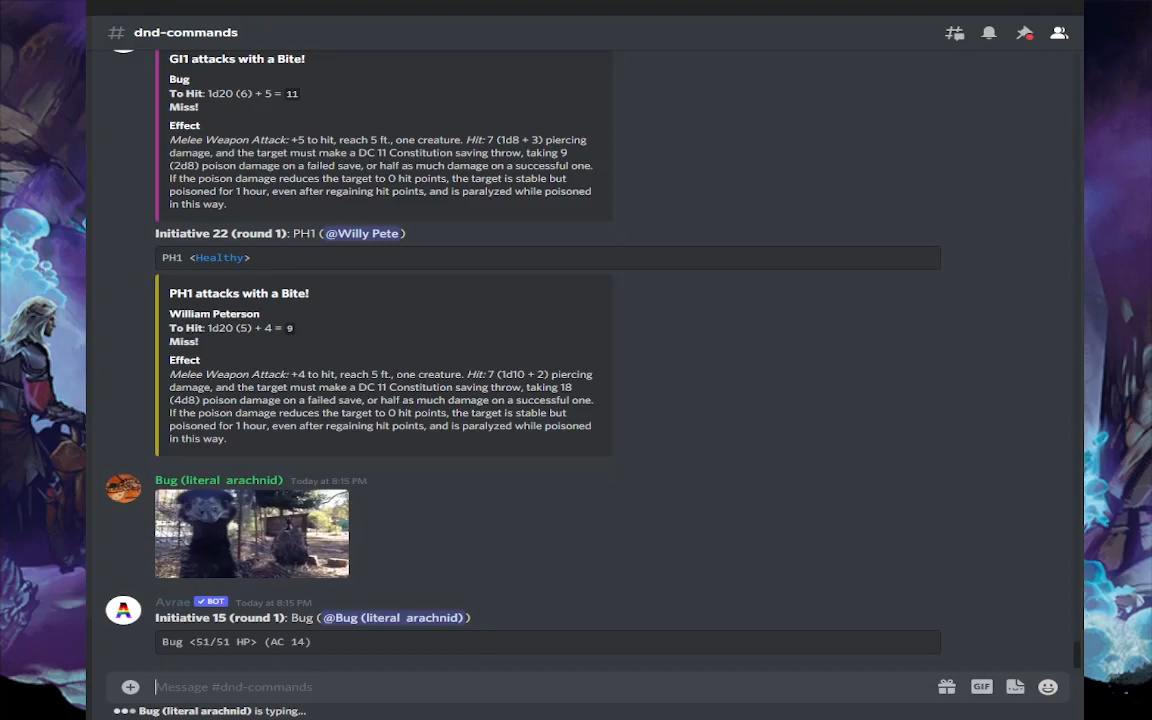 dnd-commands
GI1 attacks with a Bite!
Bug
To Hit: 1d20 (6) + 5 = 11
Miss!
Effect
Melee Weapon Attack: +5 to hit, reach 5 ft., one creature. Hit: 7 (1d8 + 3) piercing
damage, and the target must make a DC 11 Constitution saving throw, taking 9
(2d8) poison damage on a failed save, or half as much damage on a successful one.
If the poison damage reduces the target to 0 hit points, the target is stable but
poisoned for 1 hour, even after regaining hit points, and is paralyzed while poisoned
in this way.
Initiative 22 (round 1): PH1 (@Willy Pete)
PH1 <Healthy>
PH1 attacks with a Bite!
William Peterson
To Hit: 1d20 (5) + 4 = 9
Miss!
Effect
Melee Weapon Attack: +4 to hit, reach 5 ft., one creature. Hit: 7 (1d10 + 2) piercing
damage, and the target must make a DC 11 Constitution saving throw, taking 18
(4d8) poison damage on a failed save, or half as much damage on a successful one.
If the poison damage reduces the target to 0 hit points, the target is stable but
poisoned for 1 hour, even after regaining hit points, and is paralyzed while poisoned
in this way.
Bug (literal arachnid) Today at 8:15 PM
Avrae BOT Today at 8:15 PM
Initiative 15 (round 1): Bug (@Bug (literal arachnid))
Bug <51/51 HP> (AC 14)
Message #dnd-commands
GIF
Bug (literal arachnid) is typing...